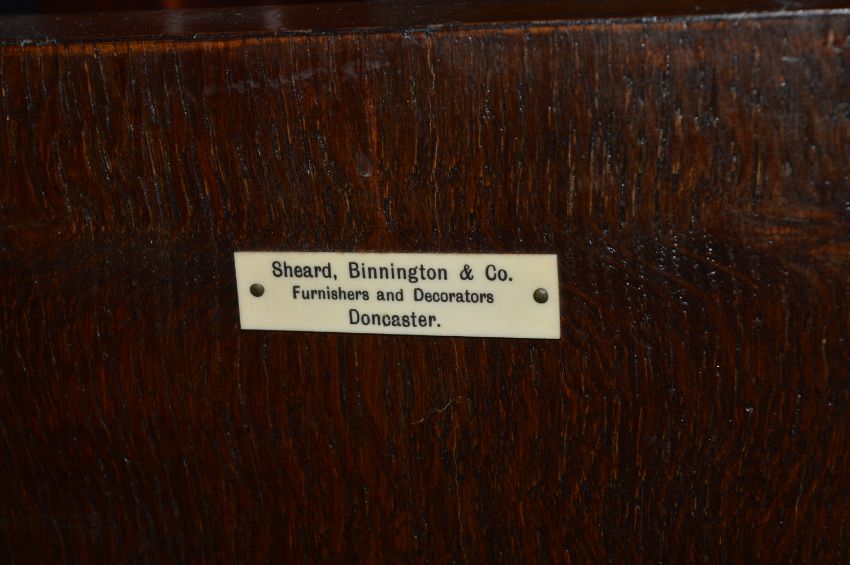 Sheard, Binnington & Co.
Furnishers and Decorators
Doncaster.